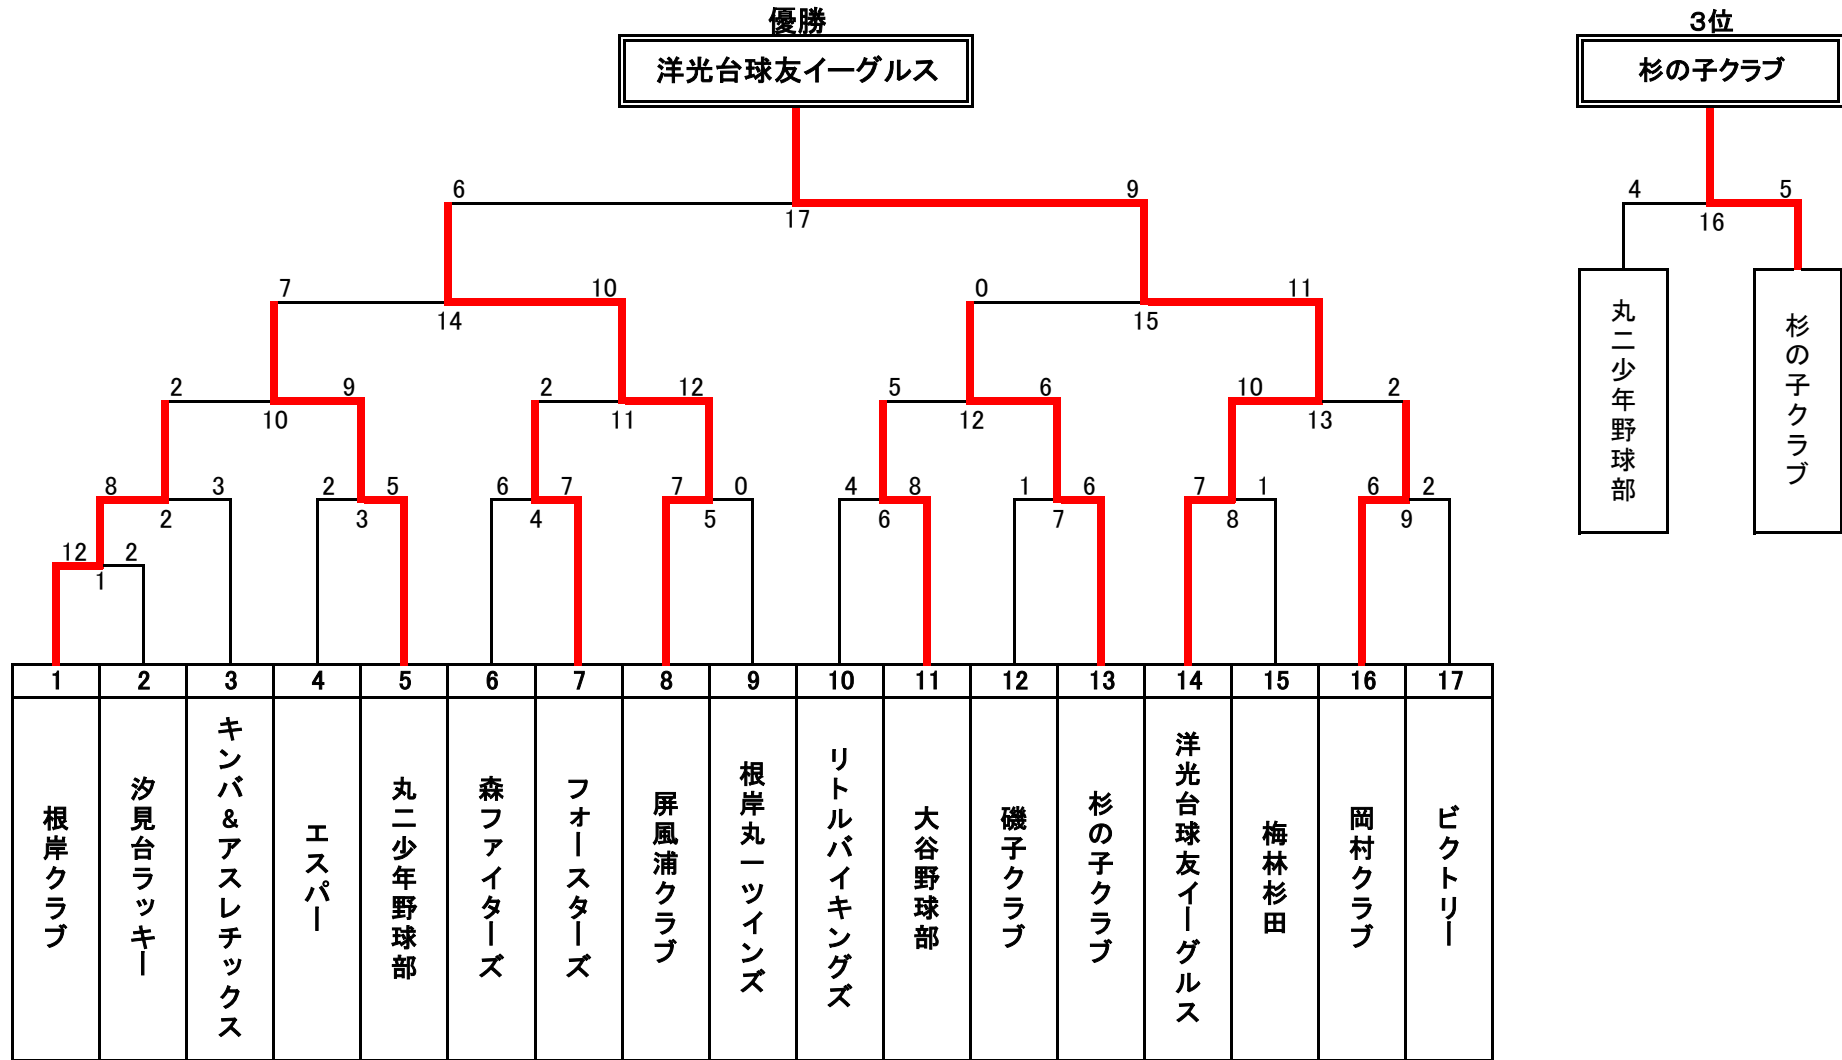 優勝
3位
洋光台球友イーグルス
杉の子クラブ
6 9
17
4 5
16
7 10 0 11
14 15
2 9 2 12 5 6 10 2
10 11 12 13
8 3 2 5 6 7 7 0 4 8 1 6 7 1 6 2
2 3 4 5 6 7 8 9
12 2
1
丸二少年野球部
杉の子クラブ
1 2 3 4 5 6 7 8 9 10 11 12 13 14 15 16 17
根岸クラブ
汐見台ラッキー
キンバ&アスレチックス
エスパー
丸二少年野球部
森ファイターズ
フォースターズ
屏風浦クラブ
根岸丸一ツインズ
リトルバイキングズ
大谷野球部
磯子クラブ
杉の子クラブ
洋光台球友イーグルス
梅林杉田
岡村クラブ
ビクトリー